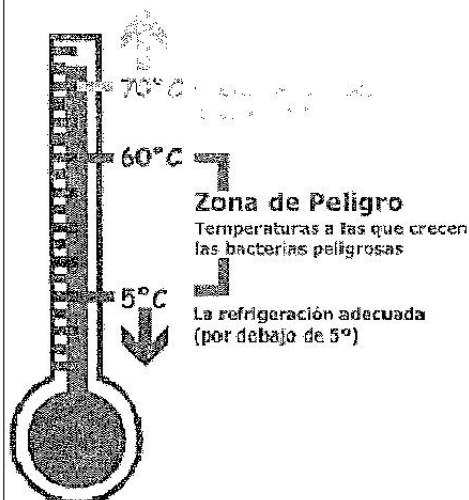 70°C
60°C
Zona de Peligro
Temperaturas a las que crecen
las bacterias peligrosas
5°C
La refrigeración adecuada
(por debajo de 5º)